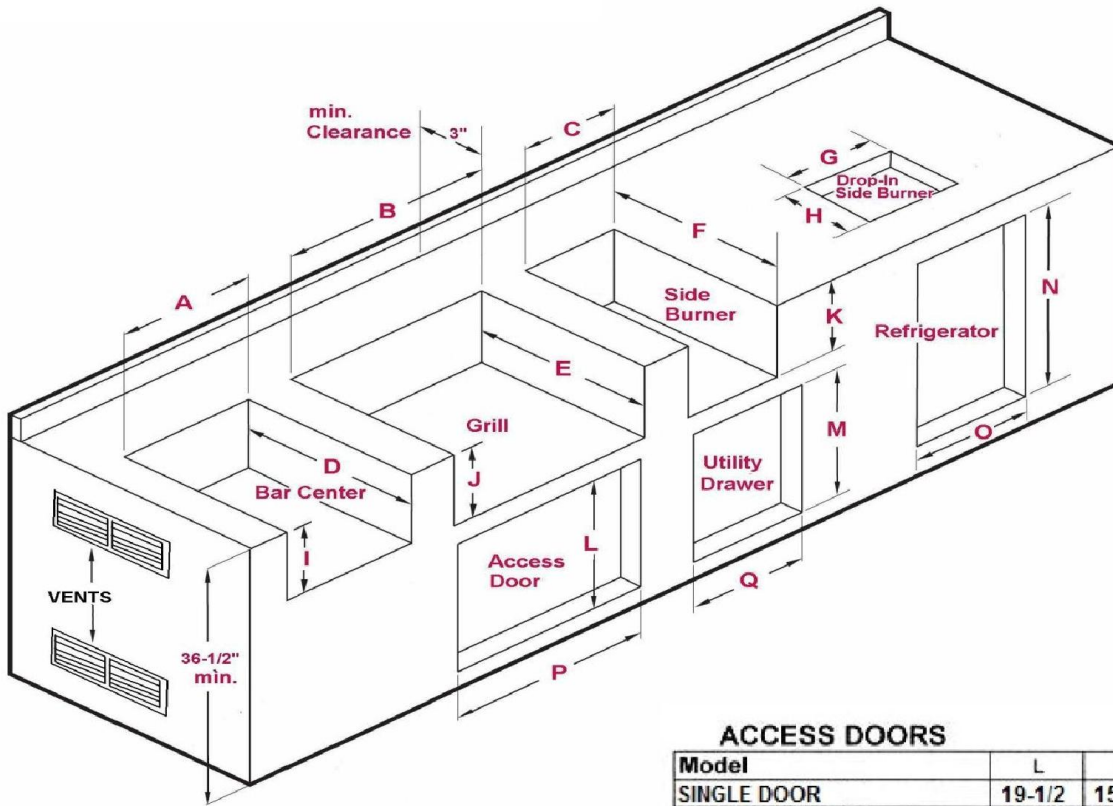 min.
Clearance
3"
C
B
A
G
Drop-In
Side Burner
H
F
N
Side
Burner
K
Refrigerator
E
M
O
Grill
D
Bar Center
J
Utility
Drawer
I
L
Access
Door
Q
VENTS
36-1/2"
min.
P
ACCESS DOORS
Model L
SINGLE DOOR 19-1/2 15